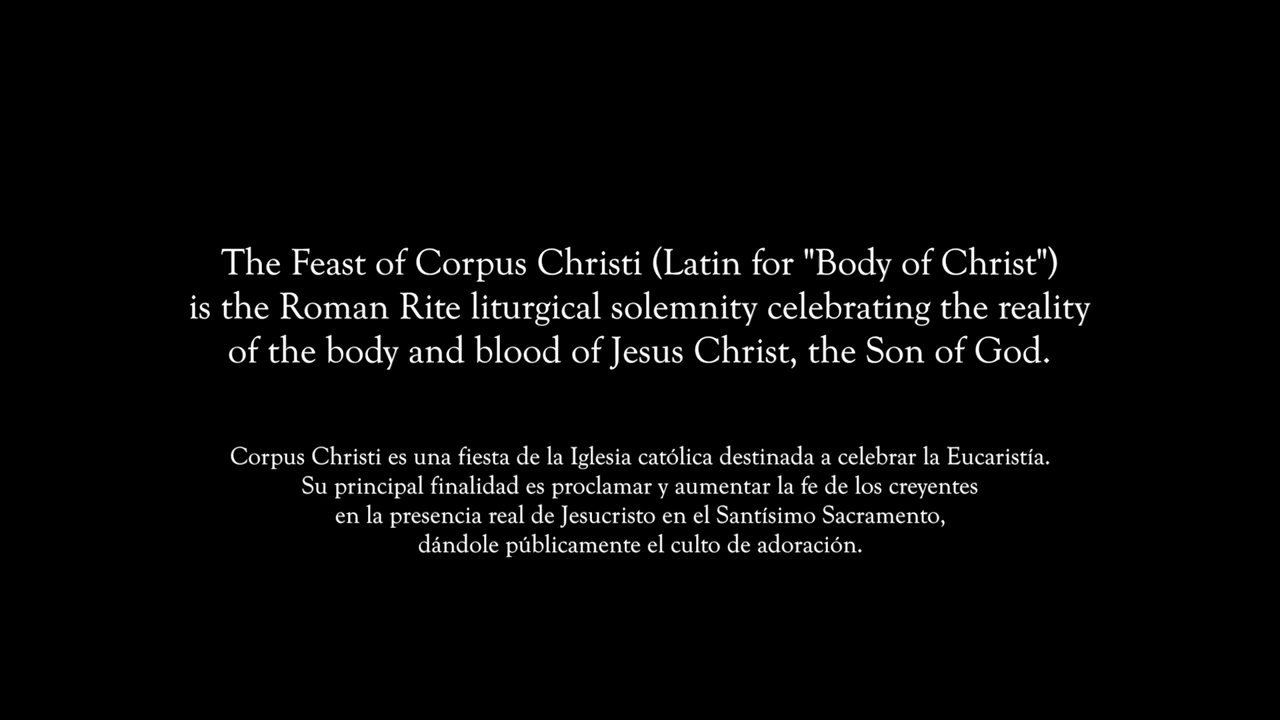 The Feast of Corpus Christi (Latin for "Body of Christ")
is the Roman Rite liturgical solemnity celebrating the reality
of the body and blood of Jesus Christ, the Son of God.
Corpus Christi es una fiesta de la Iglesia católica destinada a celebrar la Eucaristía.
Su principal finalidad es proclamar y aumentar la fe de los creyentes
en la presencia real de Jesucristo en el Santísimo Sacramento,
dándole públicamente el culto de adoración.